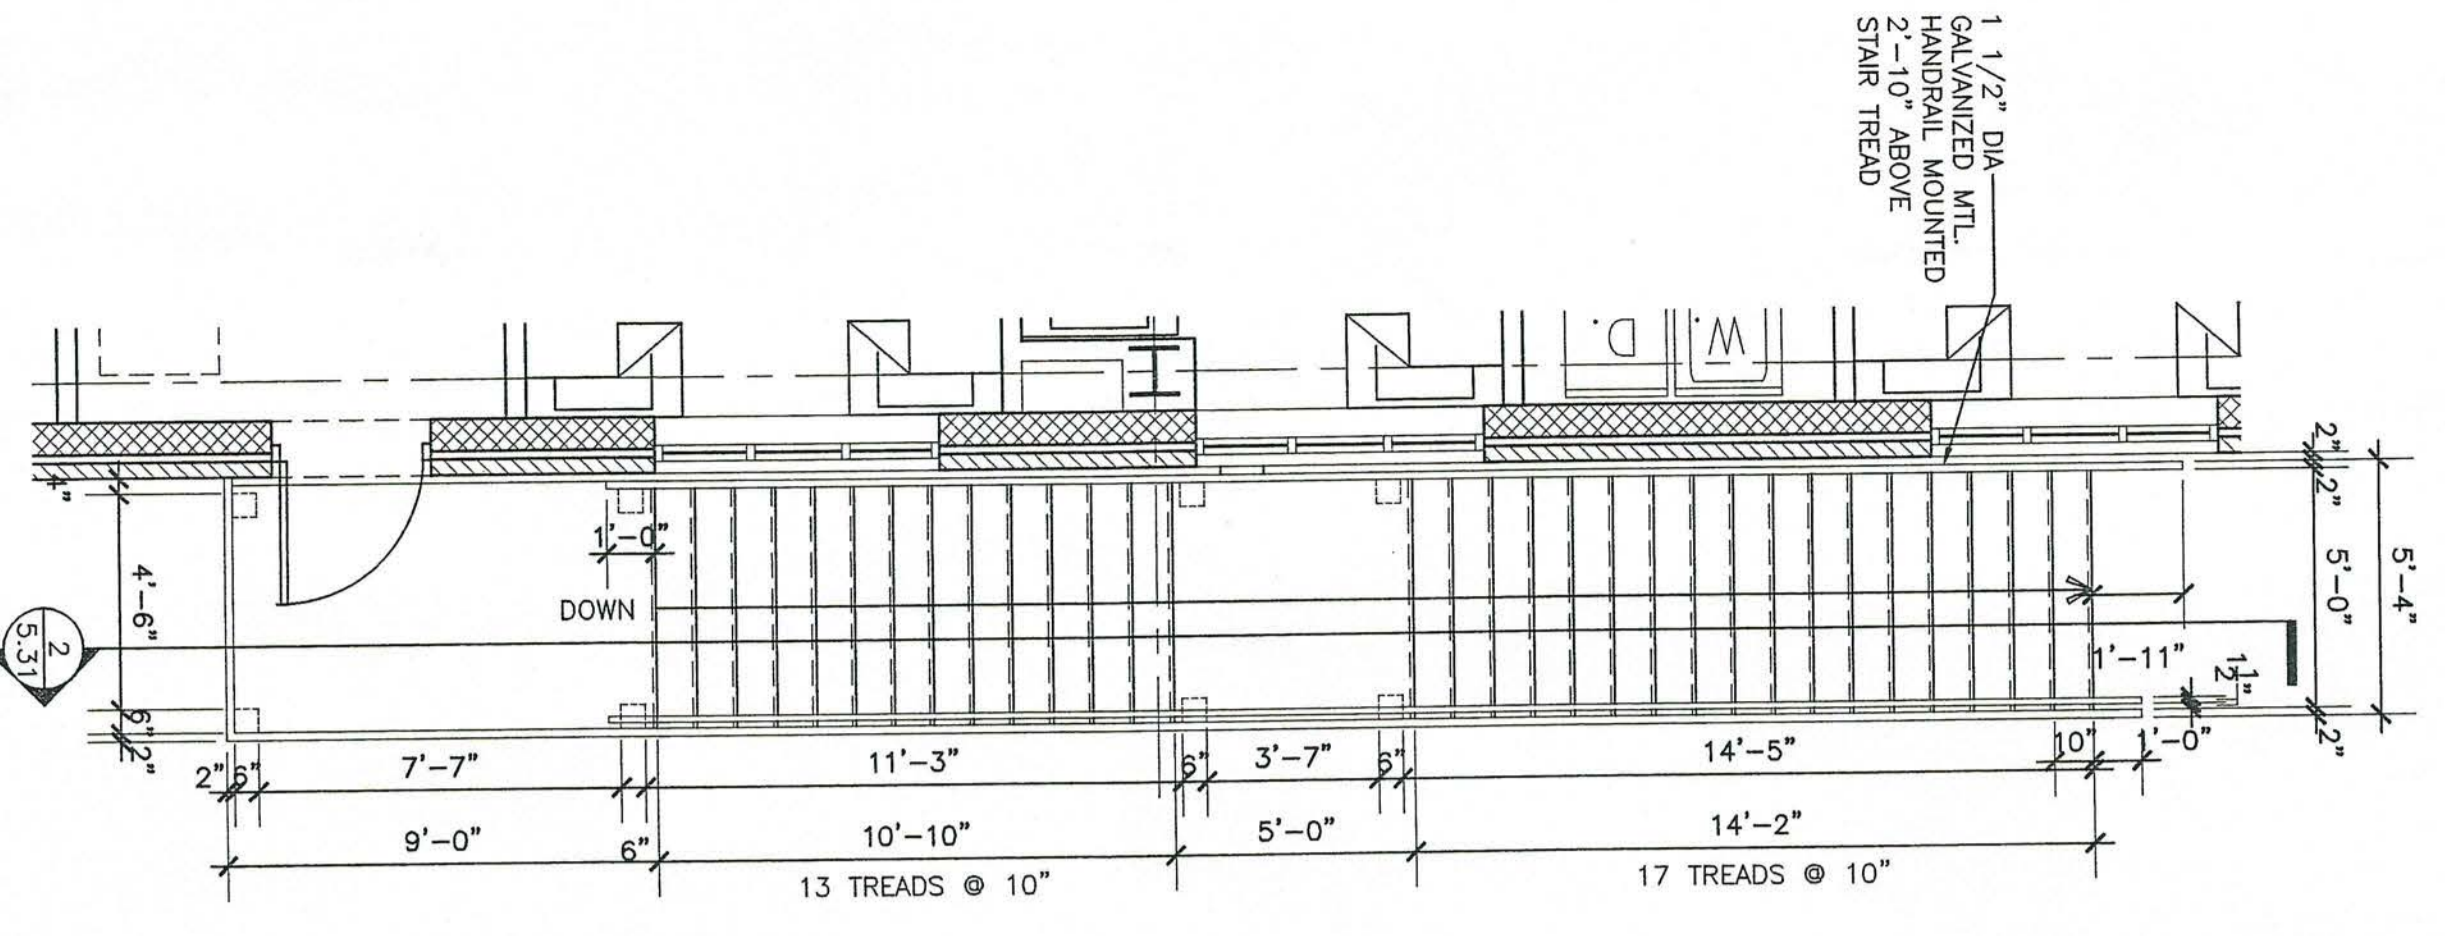 1 1/2" DIA
GALVANIZED MTL.
HANDRAIL MOUNTED
2'-10" ABOVE
STAIR TREAD
D
W
2"
2"
5'-0"
5'-4"
2"
4"
4'-6"
6"
2"
1'-0"
DOWN
2
5.31
1'-11"
1 1/2"
2"
6"
7'-7"
11'-3"
6"
3'-7"
6"
14'-5"
10"
1'-0"
9'-0"
6"
10'-10"
5'-0"
14'-2"
13 TREADS @ 10"
17 TREADS @ 10"